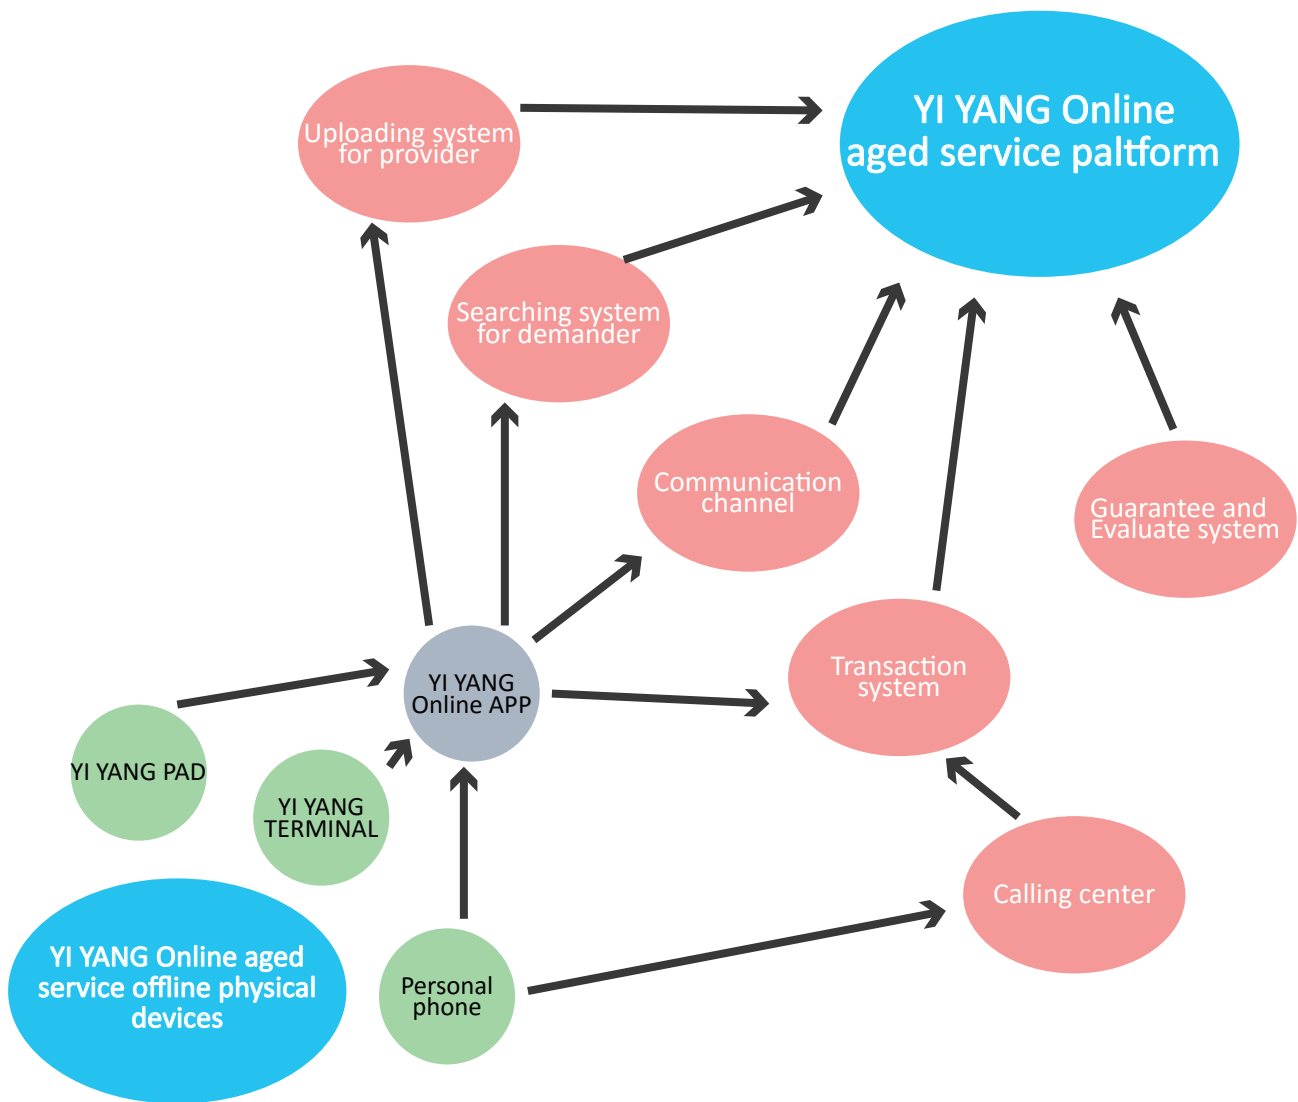 YI YANG Online
aged service paltform
Uploading system
for provider
Searching system
for demander
Communication
channel
Guarantee and
Evaluate system
Transaction
system
YI YANG
Online APP
YI YANG PAD
YI YANG
TERMINAL
Calling center
YI YANG Online aged
service offline physical
devices
Personal
phone